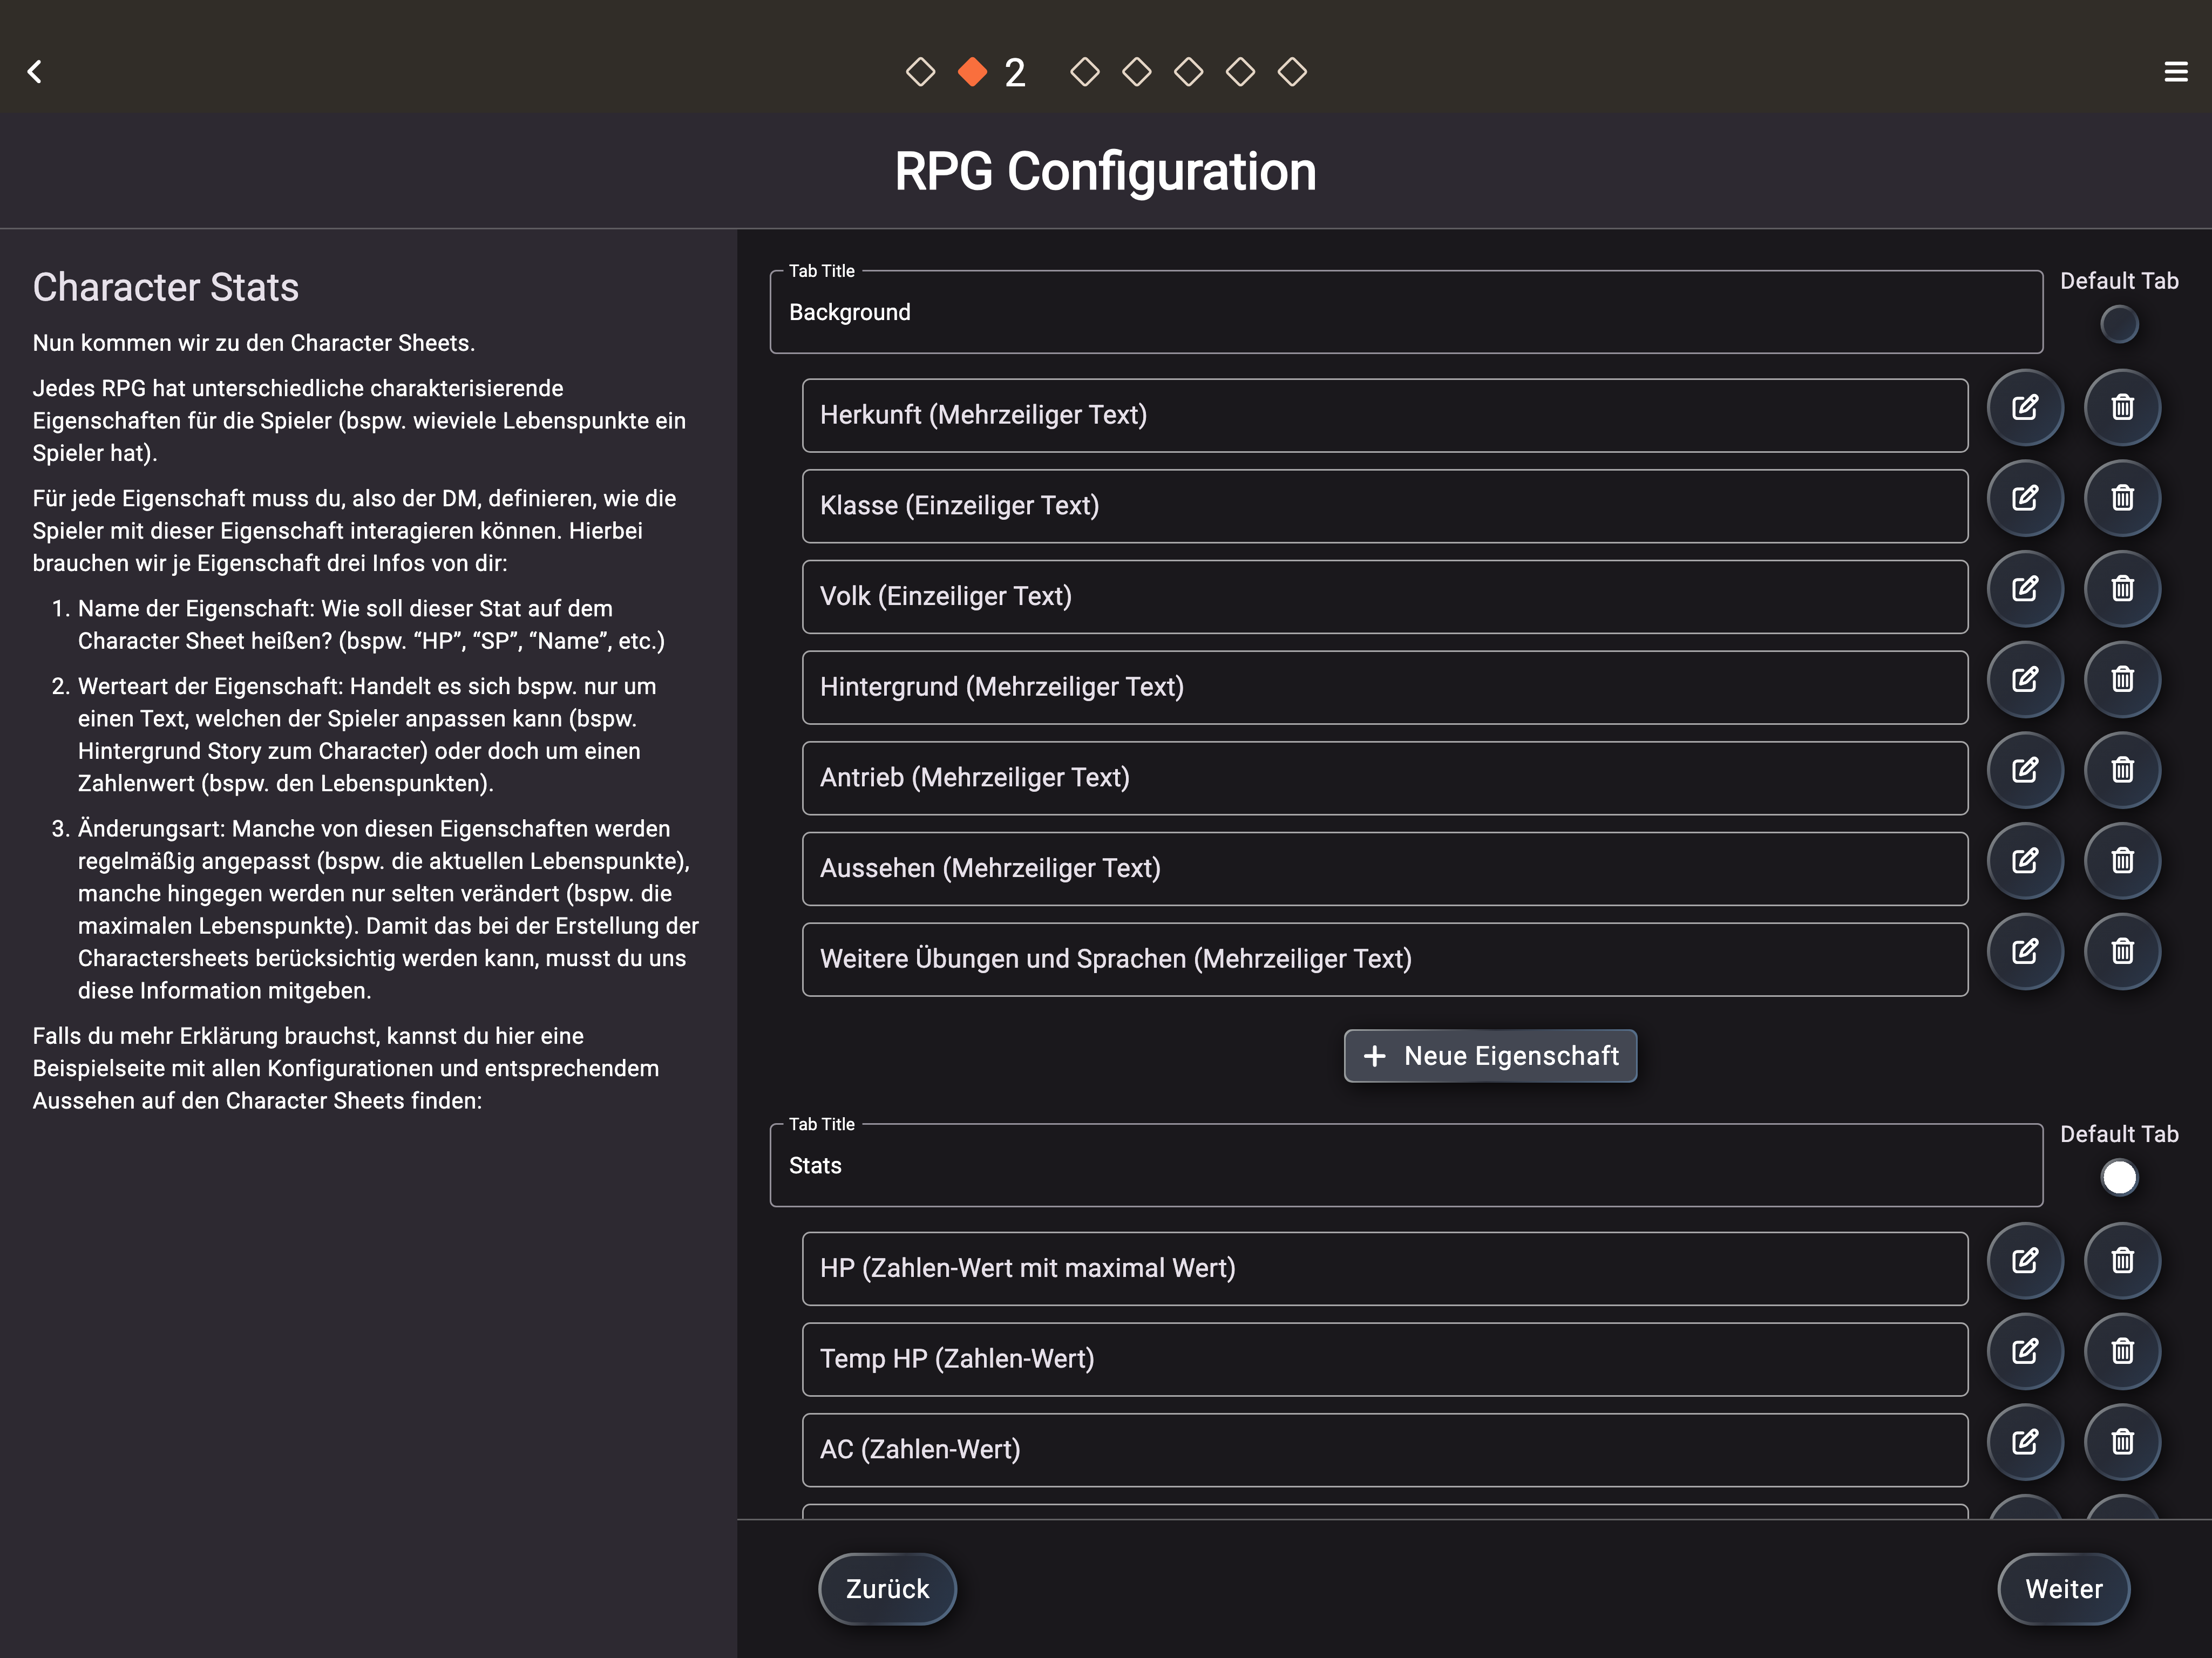 2
RPG Configuration
Character Stats
Nun kommen wir zu den Character Sheets.
Jedes RPG hat unterschiedliche charakterisierende
Eigenschaften für die Spieler (bspw. wieviele Lebenspunkte ein
Spieler hat).
Für jede Eigenschaft muss du, also der DM, definieren, wie die
Spieler mit dieser Eigenschaft interagieren können. Hierbei
brauchen wir je Eigenschaft drei Infos von dir:
1. Name der Eigenschaft: Wie soll dieser Stat auf dem
Character Sheet heißen? (bspw. “HP”, “SP”, “Name”, etc.)
2. Werteart der Eigenschaft: Handelt es sich bspw. nur um
einen Text, welchen der Spieler anpassen kann (bspw.
Hintergrund Story zum Character) oder doch um einen
Zahlenwert (bspw. den Lebenspunkten).
3. Änderungsart: Manche von diesen Eigenschaften werden
regelmäßig angepasst (bspw. die aktuellen Lebenspunkte),
manche hingegen werden nur selten verändert (bspw. die
maximalen Lebenspunkte). Damit das bei der Erstellung der
Charactersheets berücksichtig werden kann, musst du uns
diese Information mitgeben.
Falls du mehr Erklärung brauchst, kannst du hier eine
Beispielseite mit allen Konfigurationen und entsprechendem
Aussehen auf den Character Sheets finden:
Tab Title
Background
Default Tab
Herkunft (Mehrzeiliger Text)
Klasse (Einzeiliger Text)
Volk (Einzeiliger Text)
Hintergrund (Mehrzeiliger Text)
Antrieb (Mehrzeiliger Text)
Aussehen (Mehrzeiliger Text)
Weitere Übungen und Sprachen (Mehrzeiliger Text)
Neue Eigenschaft
Tab Title
Stats
Default Tab
HP (Zahlen-Wert mit maximal Wert)
Temp HP (Zahlen-Wert)
AC (Zahlen-Wert)
Zurück
Weiter